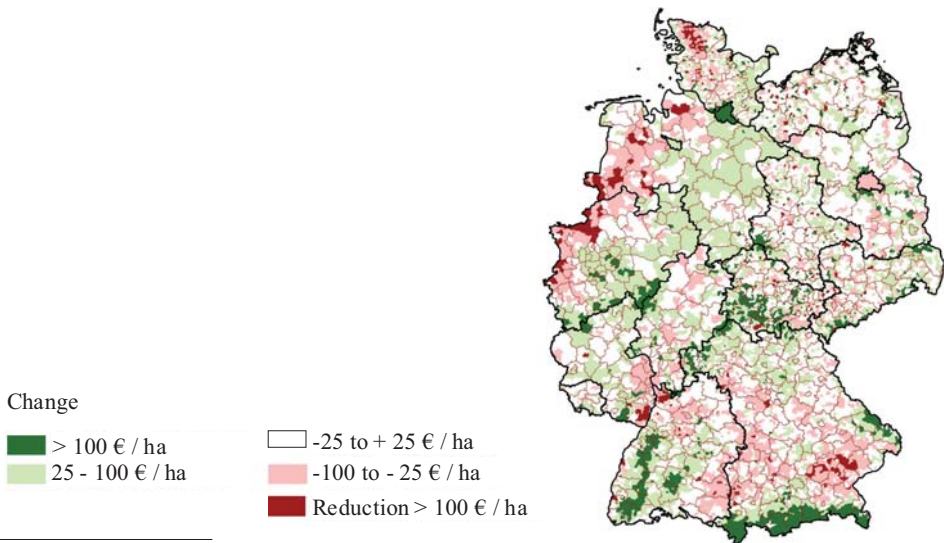 Change
> 100 € / ha
25 - 100 € / ha
-25 to + 25 € / ha
-100 to - 25 € / ha
Reduction > 100 € / ha